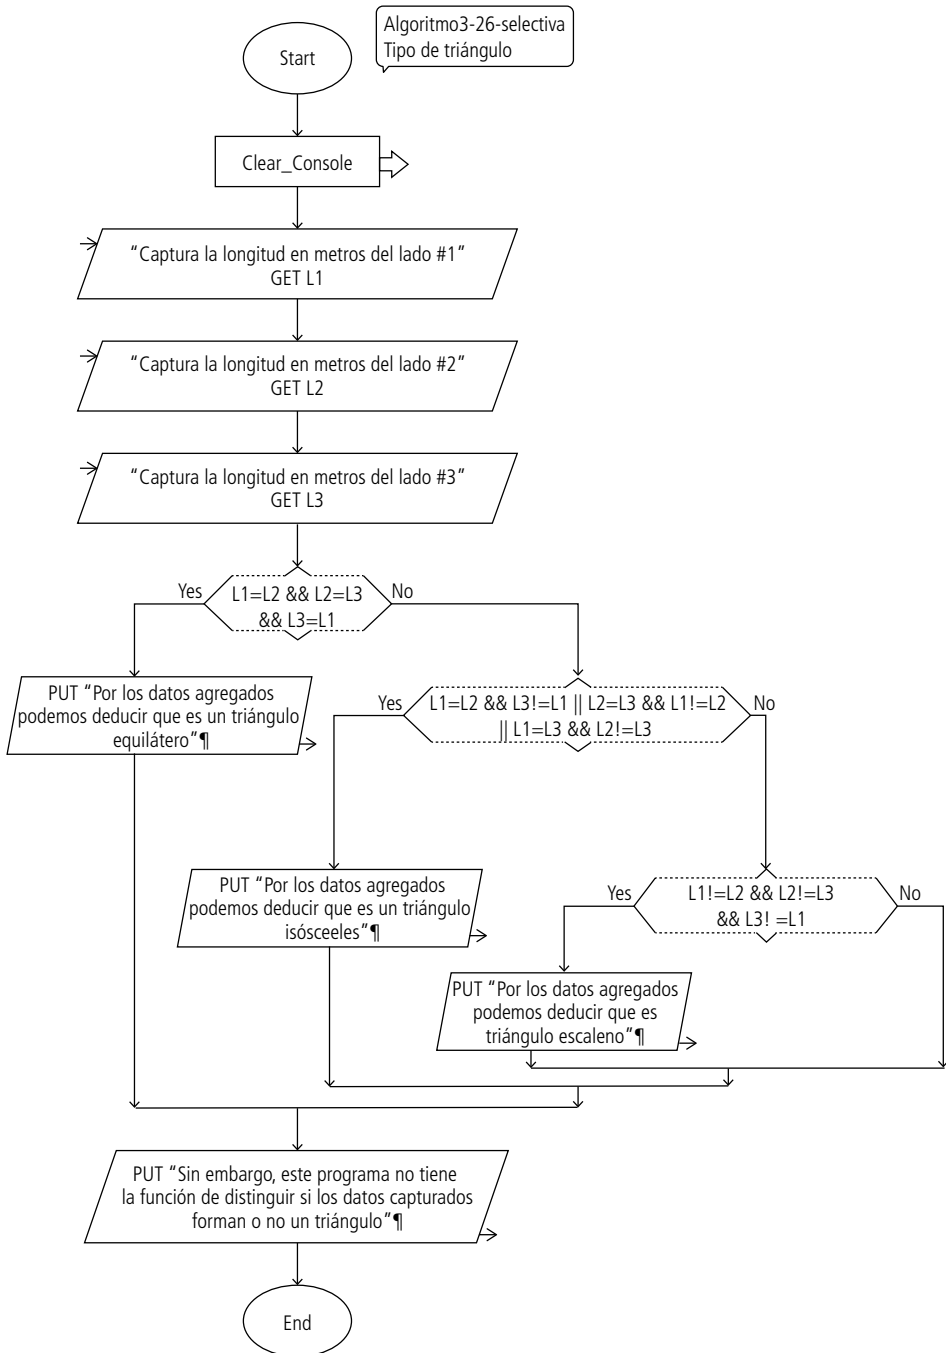 Algoritmo3-26-selectiva
Tipo de triángulo
Start
Clear_Console
"Captura la longitud en metros del lado #1"
GET L1
"Captura la longitud en metros del lado #2"
GET L2
"Captura la longitud en metros del lado #3"
GET L3
Yes
L1=L2 && L2=L3
&& L3=L1
No
PUT "Por los datos agregados
podemos deducir que es un triángulo
equilátero"¶
Yes
L1=L2 && L3!=L1 || L2=L3 && L1!=L2
|| L1=L3 && L2!=L3
No
PUT "Por los datos agregados
podemos deducir que es un triángulo
isósceeles"¶
Yes
L1!=L2 && L2!=L3
&& L3! =L1
No
PUT "Por los datos agregados
podemos deducir que es
triángulo escaleno"¶
PUT "Sin embargo, este programa no tiene
la función de distinguir si los datos capturados
forman o no un triángulo"¶
End